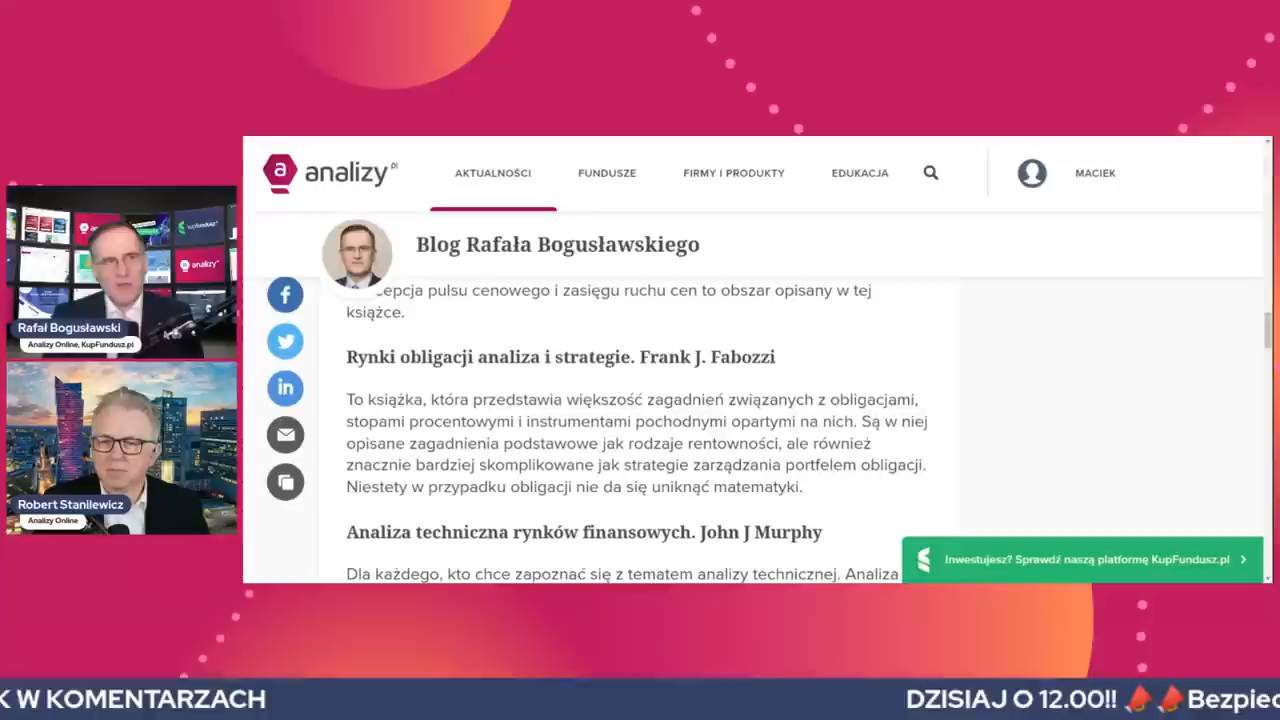 analizy.pl
AKTUALNOŚCI
FUNDUSZE
FIRMY I PRODUKTY
EDUKACJA
MACIEK
Blog Rafała Bogusławskiego
cepcja pulsu cenowego i zasięgu ruchu cen to obszar opisany w tej
książce.
Rynki obligacji analiza i strategie. Frank J. Fabozzi
To książka, która przedstawia większość zagadnień związanych z obligacjami,
stopami procentowymi i instrumentami pochodnymi opartymi na nich. Są w niej
opisane zagadnienia podstawowe jak rodzaje rentowności, ale również
znacznie bardziej skomplikowane jak strategie zarządzania portfelem obligacji.
Niestety w przypadku obligacji nie da się uniknąć matematyki.
Analiza techniczna rynków finansowych. John J Murphy
Dla każdego, kto chce zapoznać się z tematem analizy technicznej. Analiza
Inwestujesz? Sprawdź naszą platformę KupFundusz.pl
analizy
kupfundusz
Rafał Bogusławski
Analizy Online, KupFundusz.pl
Robert Stanilewicz
Analizy Online
K W KOMENTARZACH
DZISIAJ O 12.00!! 📣📣Bezpiec